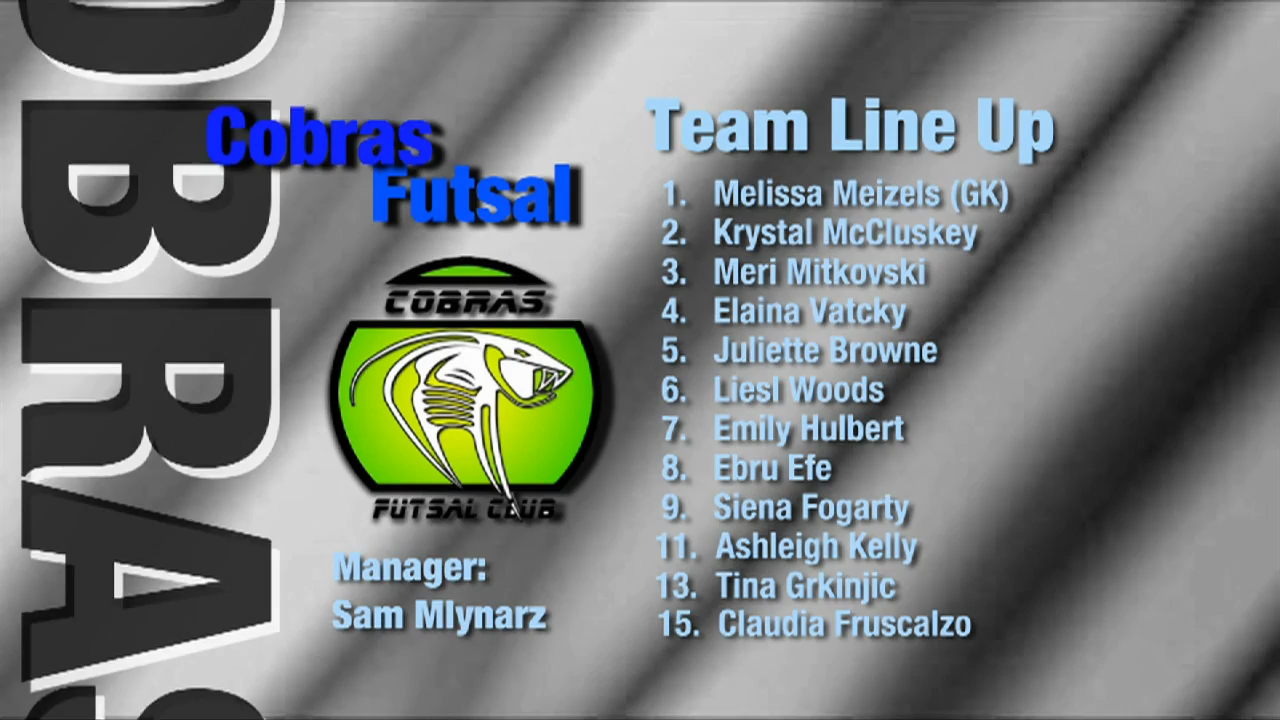 OBRAS
Cobras
Futsal
COBRAS
FUTSAL CLUB
Manager:
Sam Mlynarz
Team Line Up
1. Melissa Meizels (GK)
2. Krystal McCluskey
3. Meri Mitkovski
4. Elaina Vatcky
5. Juliette Browne
6. Liesl Woods
7. Emily Hulbert
8. Ebru Efe
9. Siena Fogarty
11. Ashleigh Kelly
13. Tina Grkinjic
15. Claudia Fruscalzo